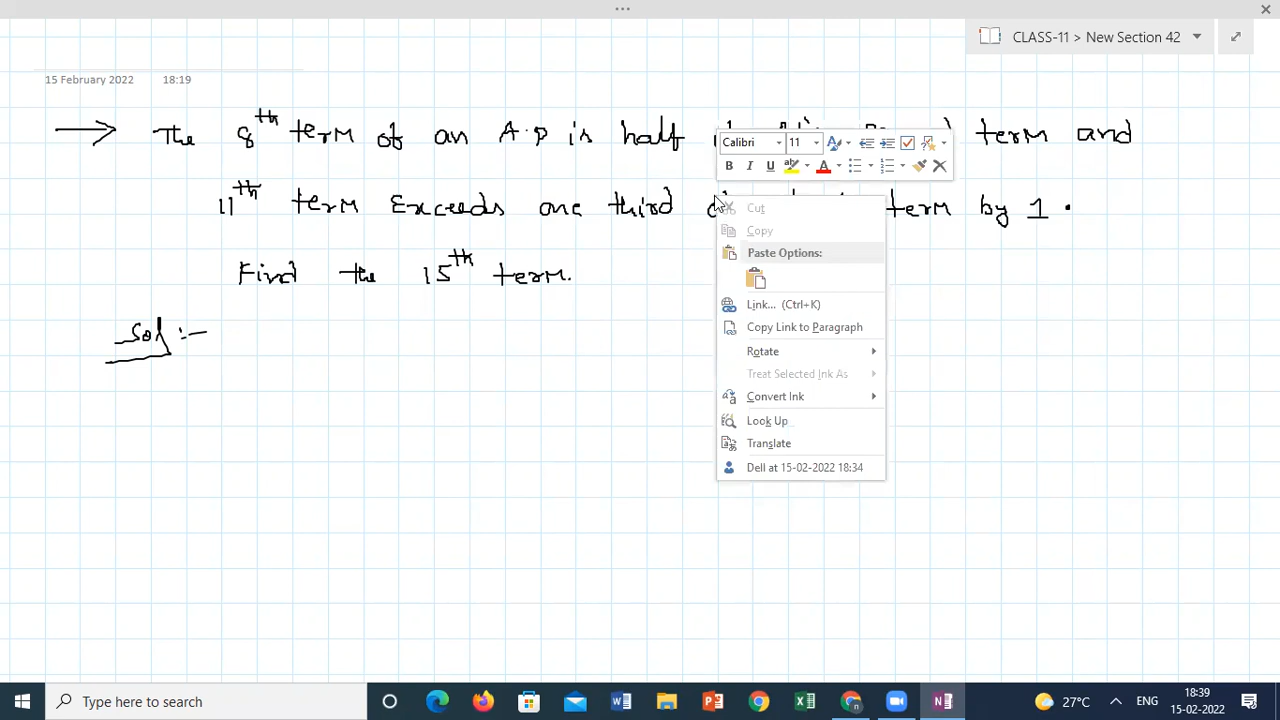 CLASS-11 > New Section 42
15 February 2022 18:19
The 8th term of an A.P is half term and
Calibri 11
B I U ab A
11th term Exceeds one third term by 1.
Cut
Copy
Paste Options:
Find the 15th term.
Link... (Ctrl+K)
Copy Link to Paragraph
Sol :-
Rotate
Treat Selected Ink As
Convert Ink
Look Up
Translate
Dell at 15-02-2022 18:34
Type here to search
27°C ENG 18:39
15-02-2022